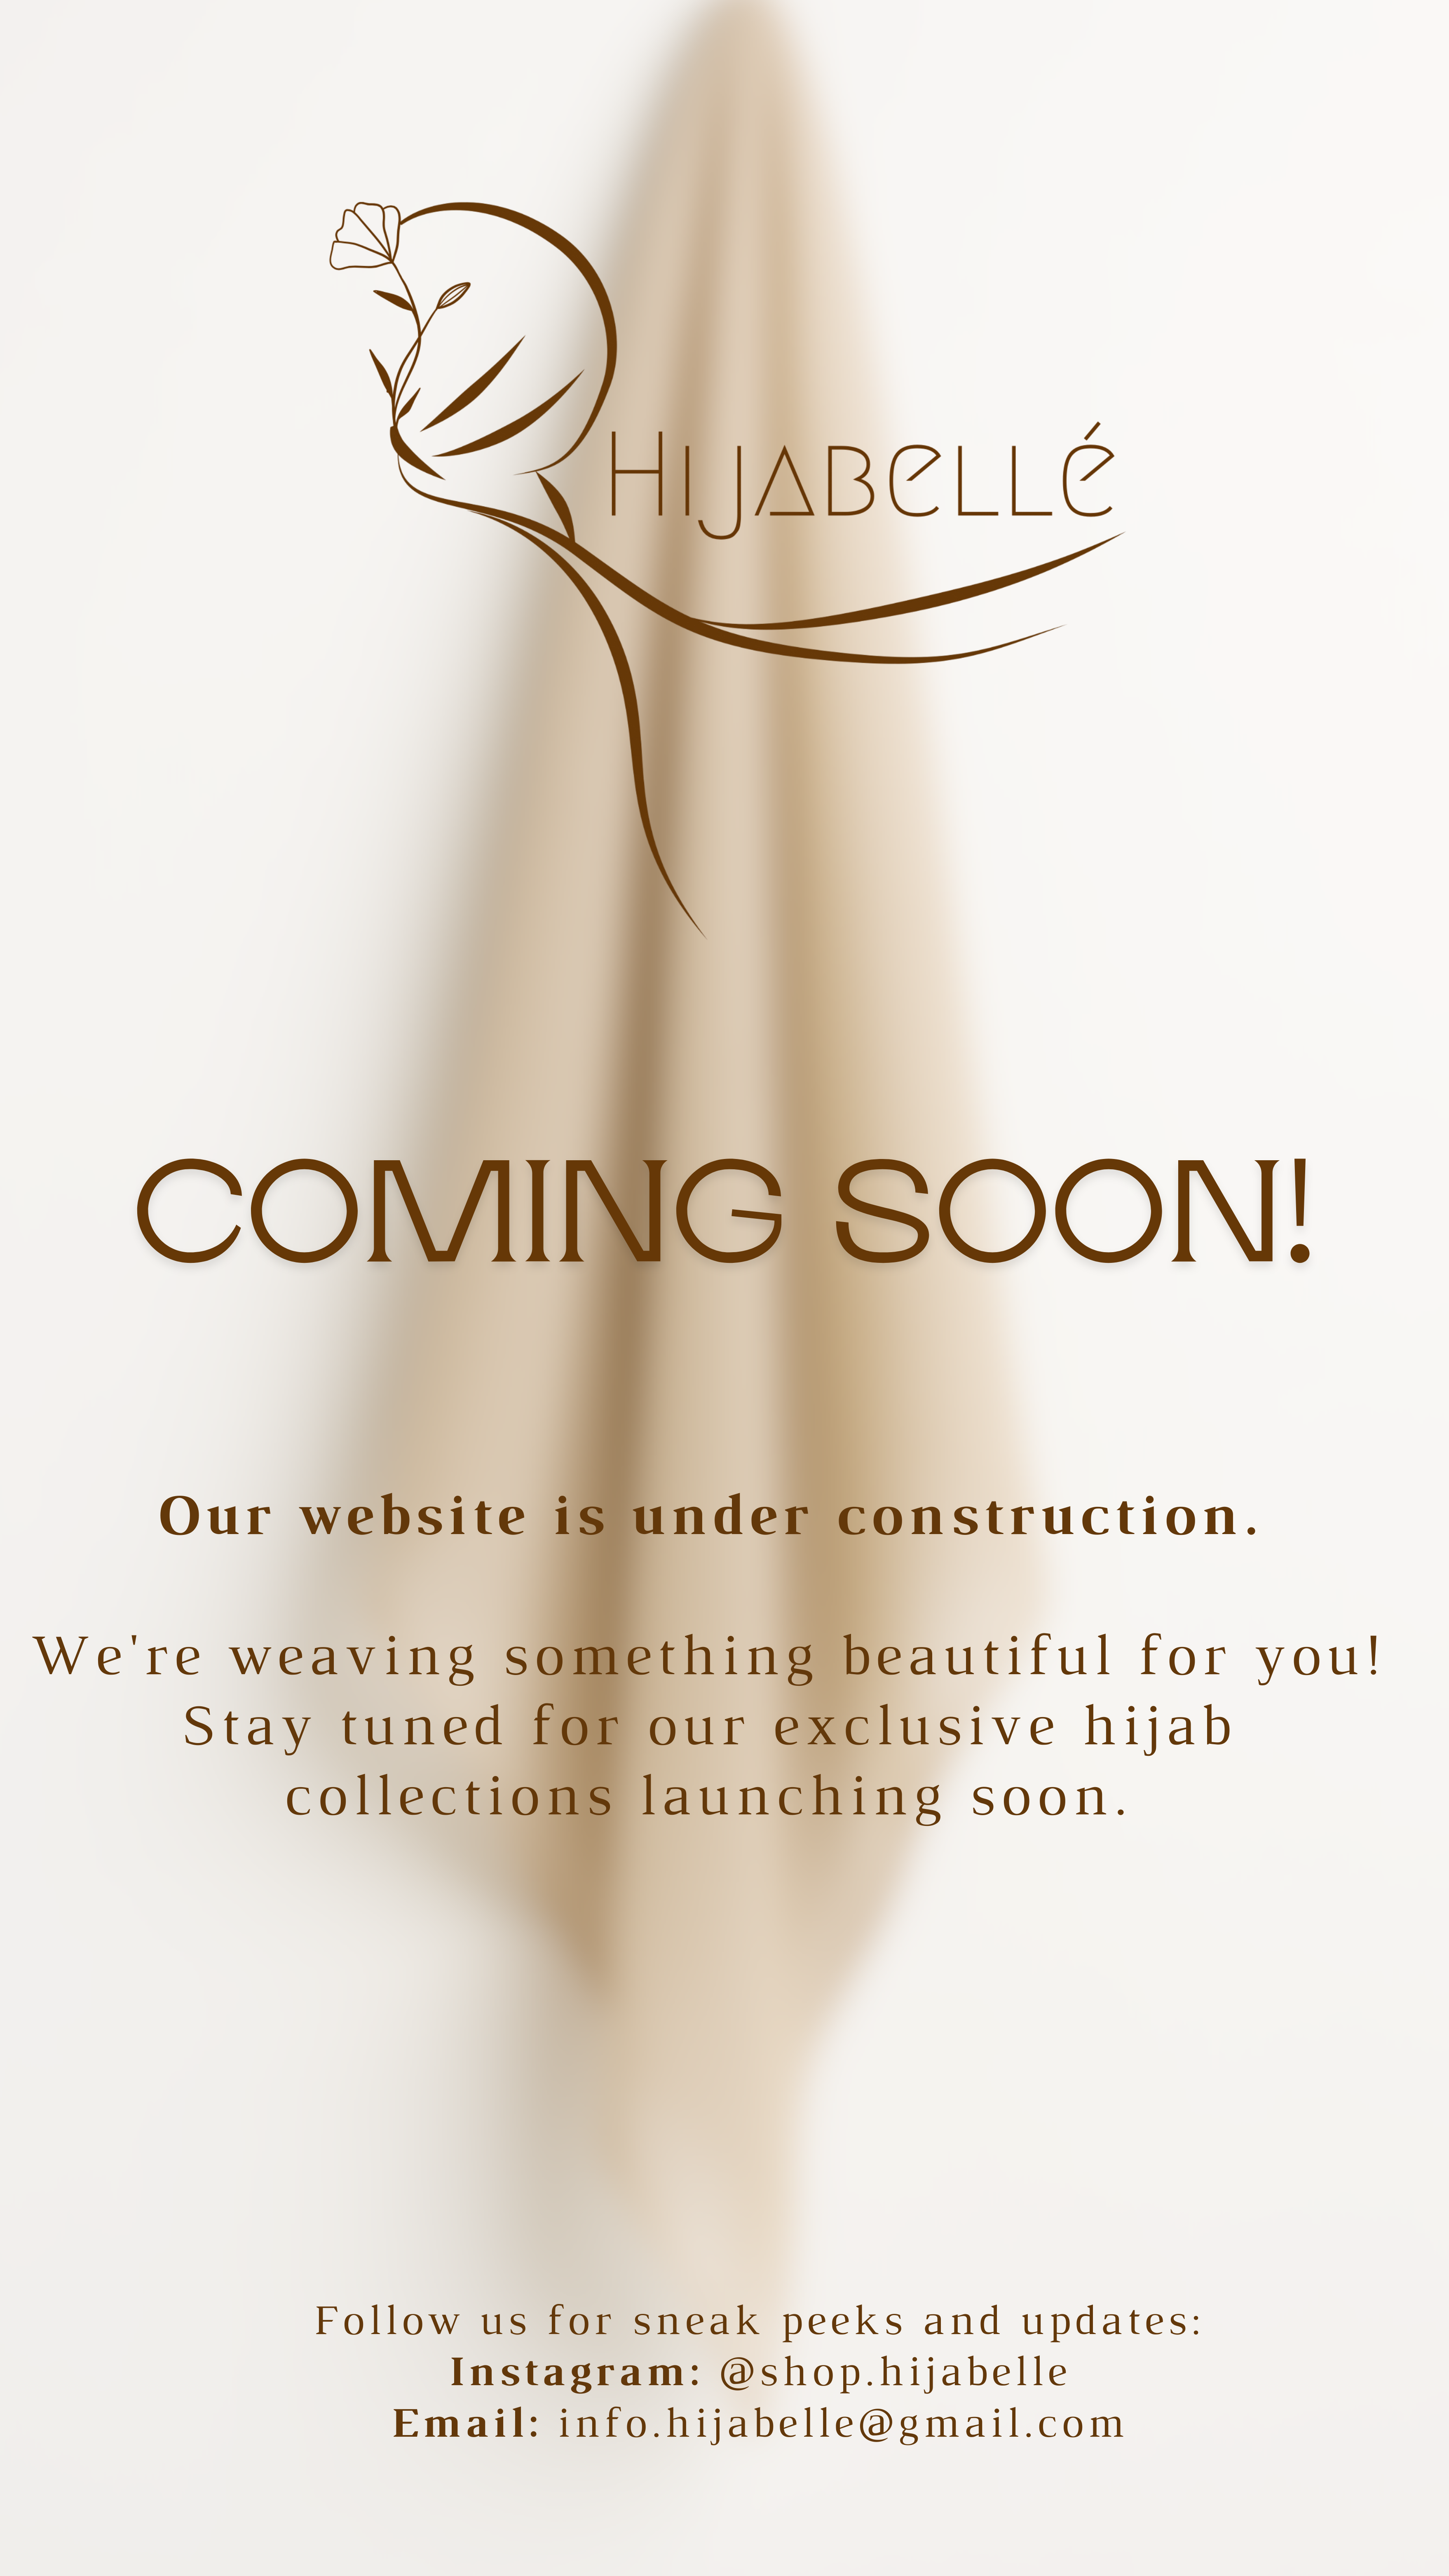 HIJABELLÉ
COMING SOON!
Our website is under construction.
We're weaving something beautiful for you!
Stay tuned for our exclusive hijab
collections launching soon.
Follow us for sneak peeks and updates:
Instagram: @shop.hijabelle
Email: info.hijabelle@gmail.com